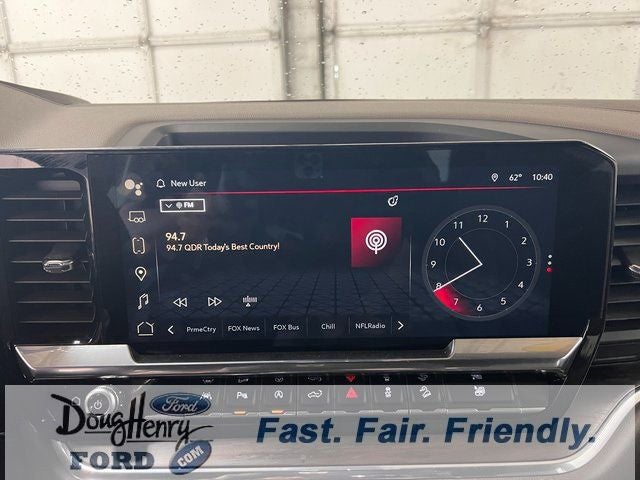 New User
62° 10:40
FM
94.7
94.7 QDR Today's Best Country!
12
11 1
10 2
9 3
8 4
7 5
6
PrmeCtry FOX News FOX Bus Chill NFLRadio
Doug Henry
Ford
FORD
.COM
Fast. Fair. Friendly.